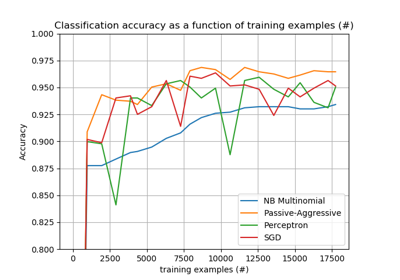 Classification accuracy as a function of training examples (#)
1.000
0.975
0.950
0.925
0.900
0.875
0.850
0.825
0.800
Accuracy
NB Multinomial
Passive-Aggressive
Perceptron
SGD
0 2500 5000 7500 10000 12500 15000 17500
training examples (#)